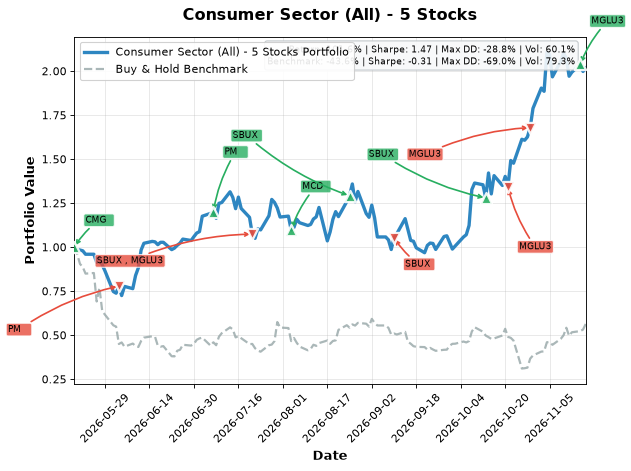 Consumer Sector (All) - 5 Stocks
MGLU3
Consumer Sector (All) - 5 Stocks Portfolio
Buy & Hold Benchmark
% | Sharpe: 1.47 | Max DD: -28.8% | Vol: 60.1%
Benchmark: -43.6% | Sharpe: -0.31 | Max DD: -69.0% | Vol: 79.3%
SBUX
PM
SBUX
MGLU3
MCD
CMG
MGLU3
SBUX , MGLU3
SBUX
PM
Portfolio Value
2.00
1.75
1.50
1.25
1.00
0.75
0.50
0.25
2026-05-29
2026-06-14
2026-06-30
2026-07-16
2026-08-01
2026-08-17
2026-09-02
2026-09-18
2026-10-04
2026-10-20
2026-11-05
Date